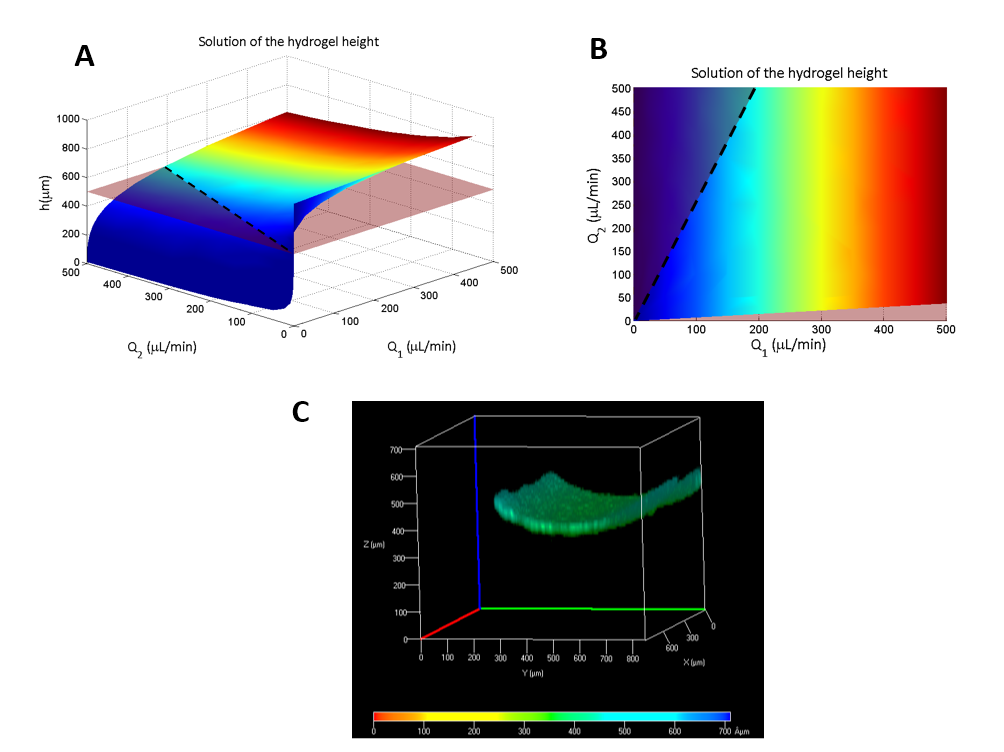 A
Solution of the hydrogel height
1000
800
600
400
200
0
h(μm)
500
400
300
200
100
0
Q2 (μL/min)
0
100
200
300
400
500
Q1 (μL/min)
B
Solution of the hydrogel height
500
450
400
350
300
250
200
150
100
50
0
Q2 (μL/min)
0 100 200 300 400 500
Q1 (μL/min)
C
700
600
500
400
300
200
100
0
Z (μm)
0 100 200 300 400 500 600 700 800
Y (μm)
0
300
600
X (μm)
0 100 200 300 400 500 600 700 Âμm